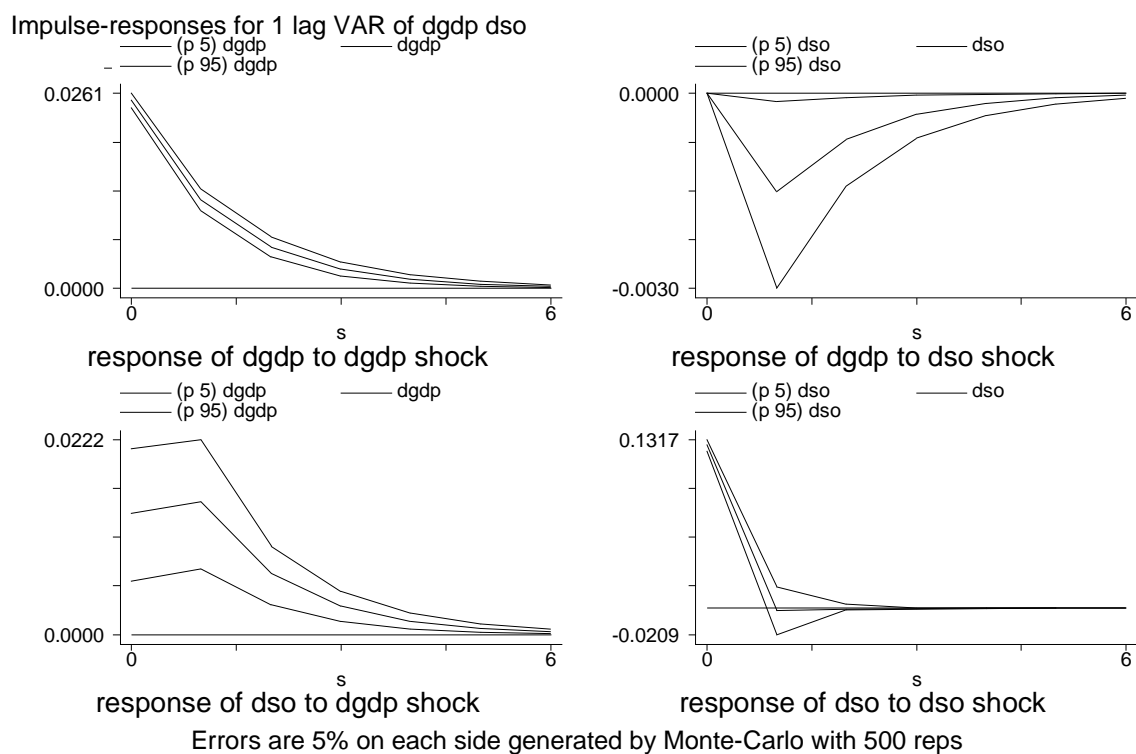 Impulse-responses for 1 lag VAR of dgdp dso
(p 5) dgdp dgdp
(p 95) dgdp
0.0261
0.0000
0 6
s
response of dgdp to dgdp shock
(p 5) dso dso
(p 95) dso
0.0000
-0.0030
0 6
s
response of dgdp to dso shock
(p 5) dgdp dgdp
(p 95) dgdp
0.0222
0.0000
0 6
s
response of dso to dgdp shock
(p 5) dso dso
(p 95) dso
0.1317
-0.0209
0 6
s
response of dso to dso shock
Errors are 5% on each side generated by Monte-Carlo with 500 reps